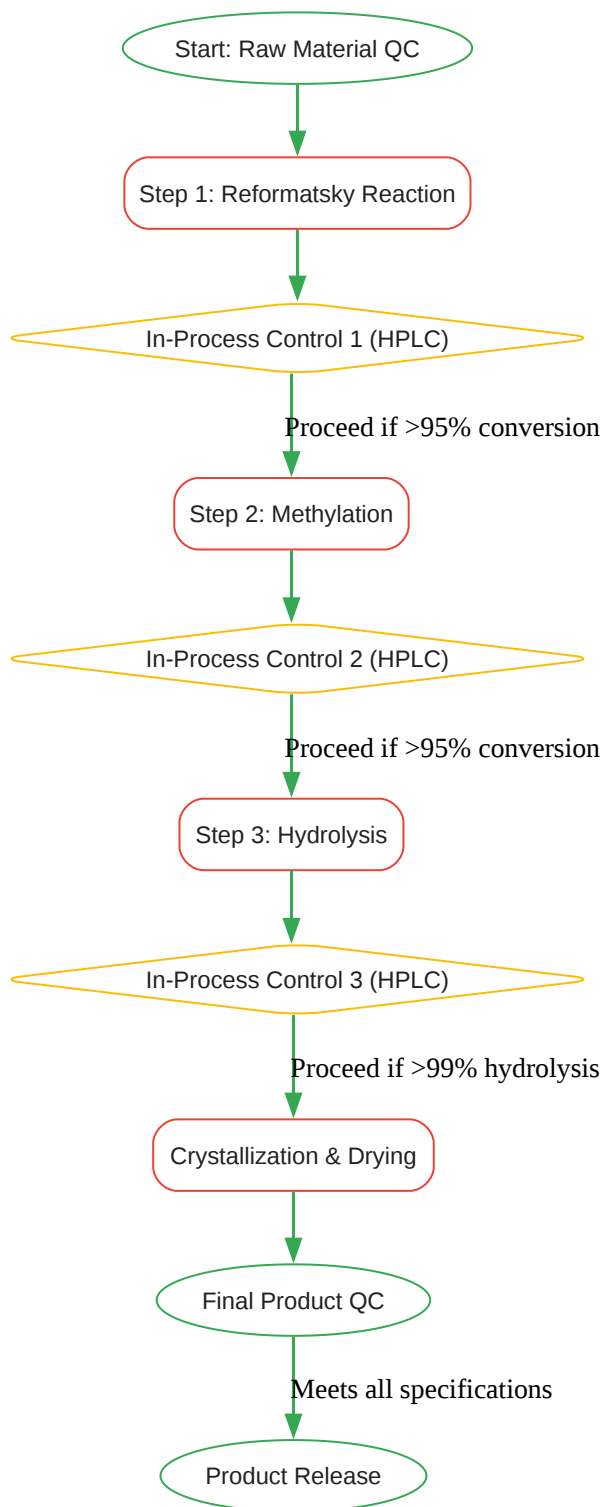 Start: Raw Material QC
Step 1: Reformatsky Reaction
In-Process Control 1 (HPLC)
Proceed if >95% conversion
Step 2: Methylation
In-Process Control 2 (HPLC)
Proceed if >95% conversion
Step 3: Hydrolysis
In-Process Control 3 (HPLC)
Proceed if >99% hydrolysis
Crystallization & Drying
Final Product QC
Meets all specifications
Product Release